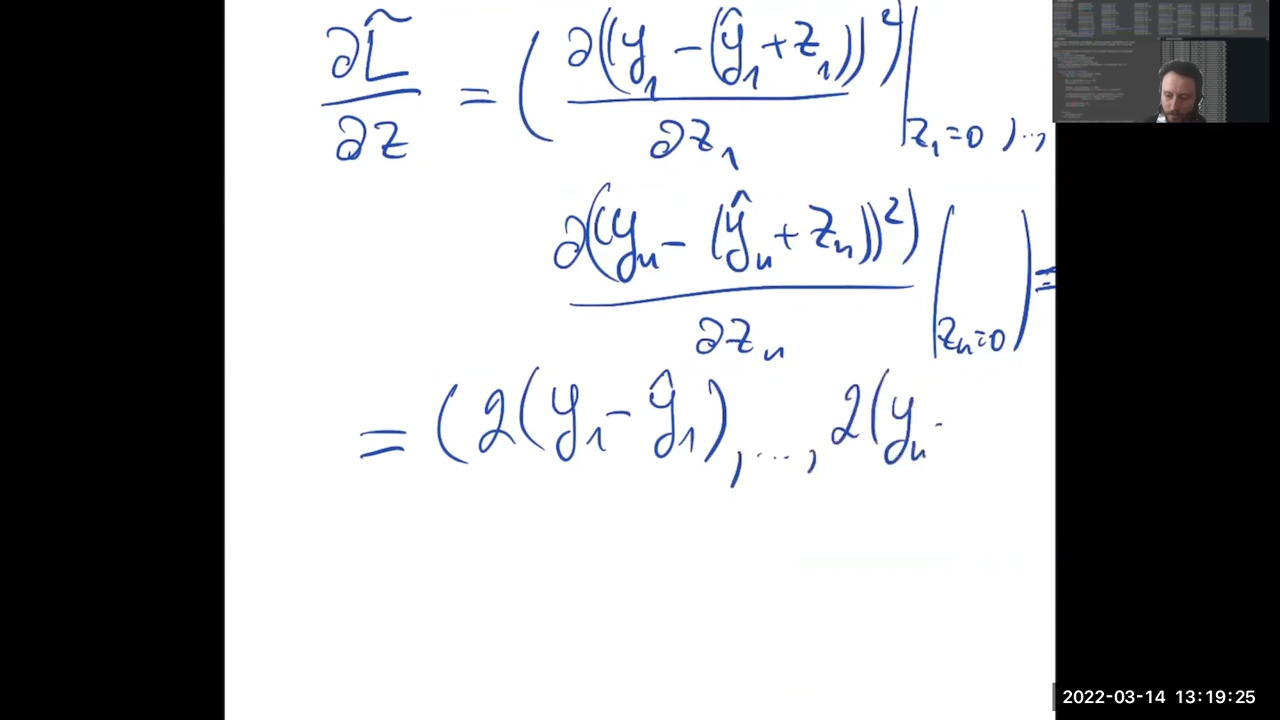 ∂L̃/∂z = (∂((y₁ − (ŷ₁ + z₁))²)/∂z₁ |z₁=0 , ..,
∂((yₙ − (ŷₙ + zₙ))²)/∂zₙ |zₙ=0) =
= (2(y₁ − ŷ₁), ..., 2(yₙ -
2022-03-14 13:19:25